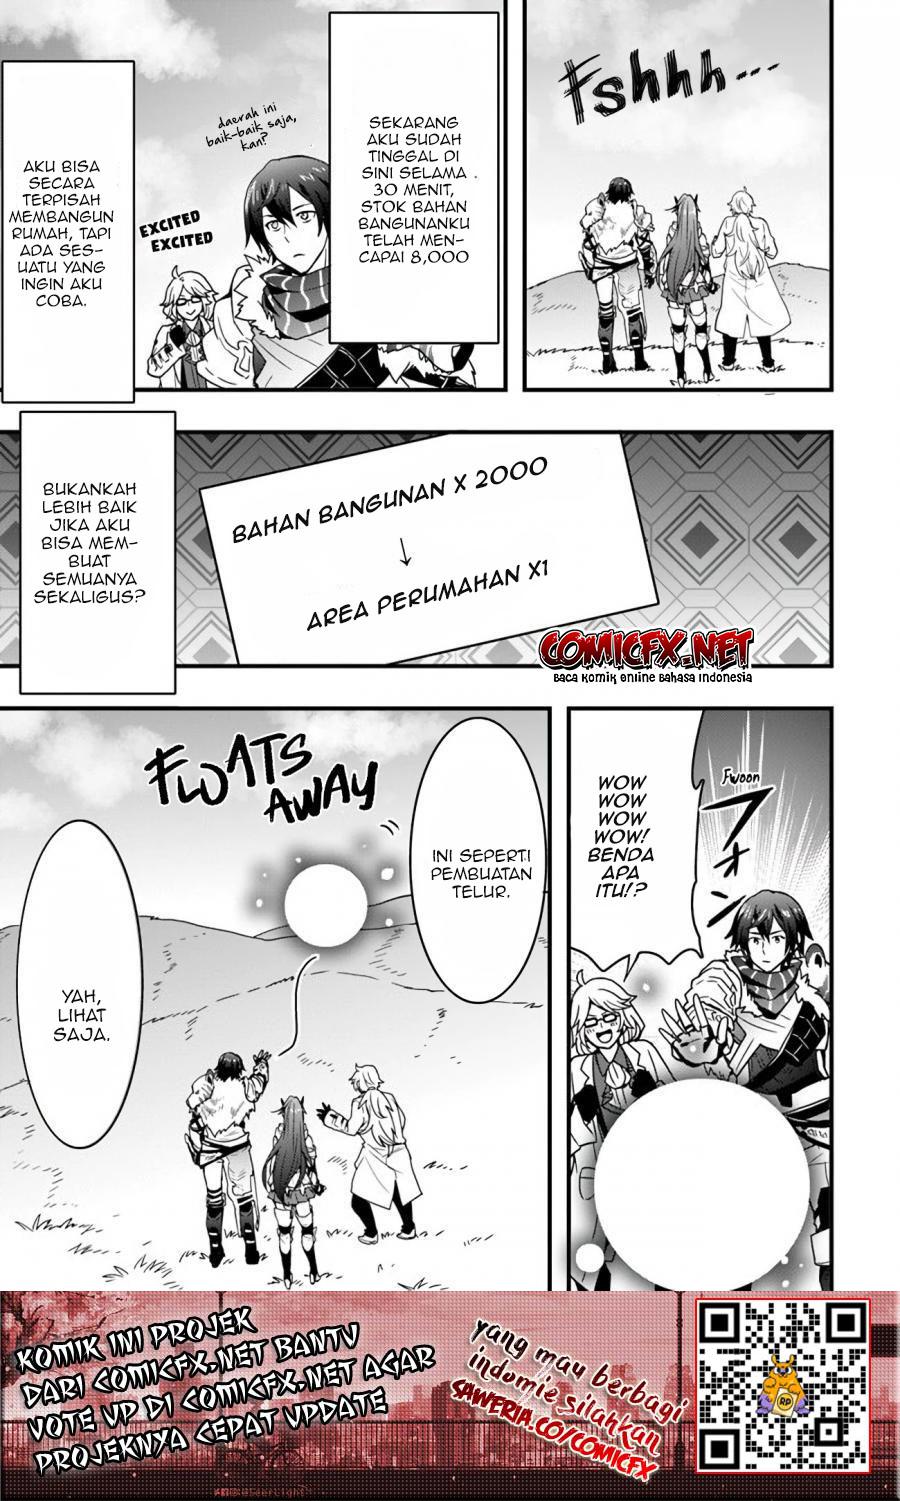 Fshhh...
SEKARANG
AKU SUDAH
TINGGAL DI
SINI SELAMA .
30 MENIT,
STOK BAHAN
BANGUNANKU
TELAH MEN-
CAPAI 8,000
daerah ini
baik-baik saja,
kan?
EXCITED
EXCITED
AKU BISA
SECARA
TERPISAH
MEMBANGUN
RUMAH, TAPI
ADA SES-
UATU YANG
INGIN AKU
COBA.
BAHAN BANGUNAN X 2000
↓
AREA PERUMAHAN X1
BUKANKAH
LEBIH BAIK
JIKA AKU
BISA MEM-
BUAT
SEMUANYA
SEKALIGUS?
COMICFX.NET
Baca Komik Online Bahasa Indonesia
Fwoon
フォン
WOW
WOW
WOW
WOW!
BENDA
APA
ITU!?
INI SEPERTI
PEMBUATAN
TELUR.
FLOATS
AWAY
YAH,
LIHAT
SAJA.
KOMIK INI PROJEK
DARI COMICFX.NET BANTU
VOTE UP DI COMICFX.NET AGAR
PROJEKNYA CEPAT UPDATE
yang mau berbagi
indomie silahkan
SAWERIA.CO/COMICFX
RP
@SeerLight